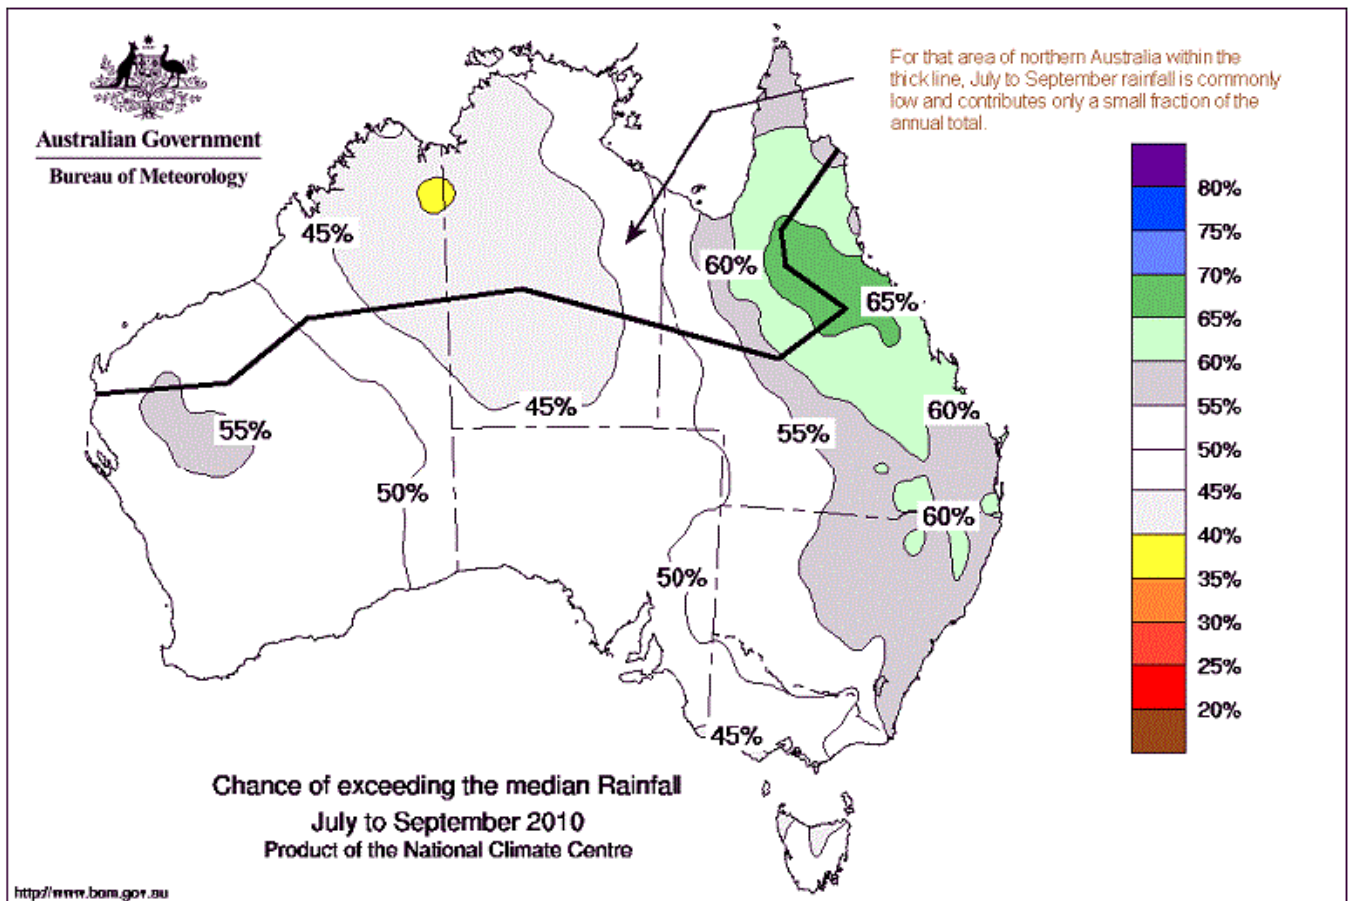 Australian Government
Bureau of Meteorology
For that area of northern Australia within the
thick line, July to September rainfall is commonly
low and contributes only a small fraction of the
annual total.
80%
75%
70%
65%
60%
55%
50%
45%
40%
35%
30%
25%
20%
45%
60%
65%
45%
60%
55%
55%
50%
60%
50%
45%
Chance of exceeding the median Rainfall
July to September 2010
Product of the National Climate Centre
http://www.bom.gov.au